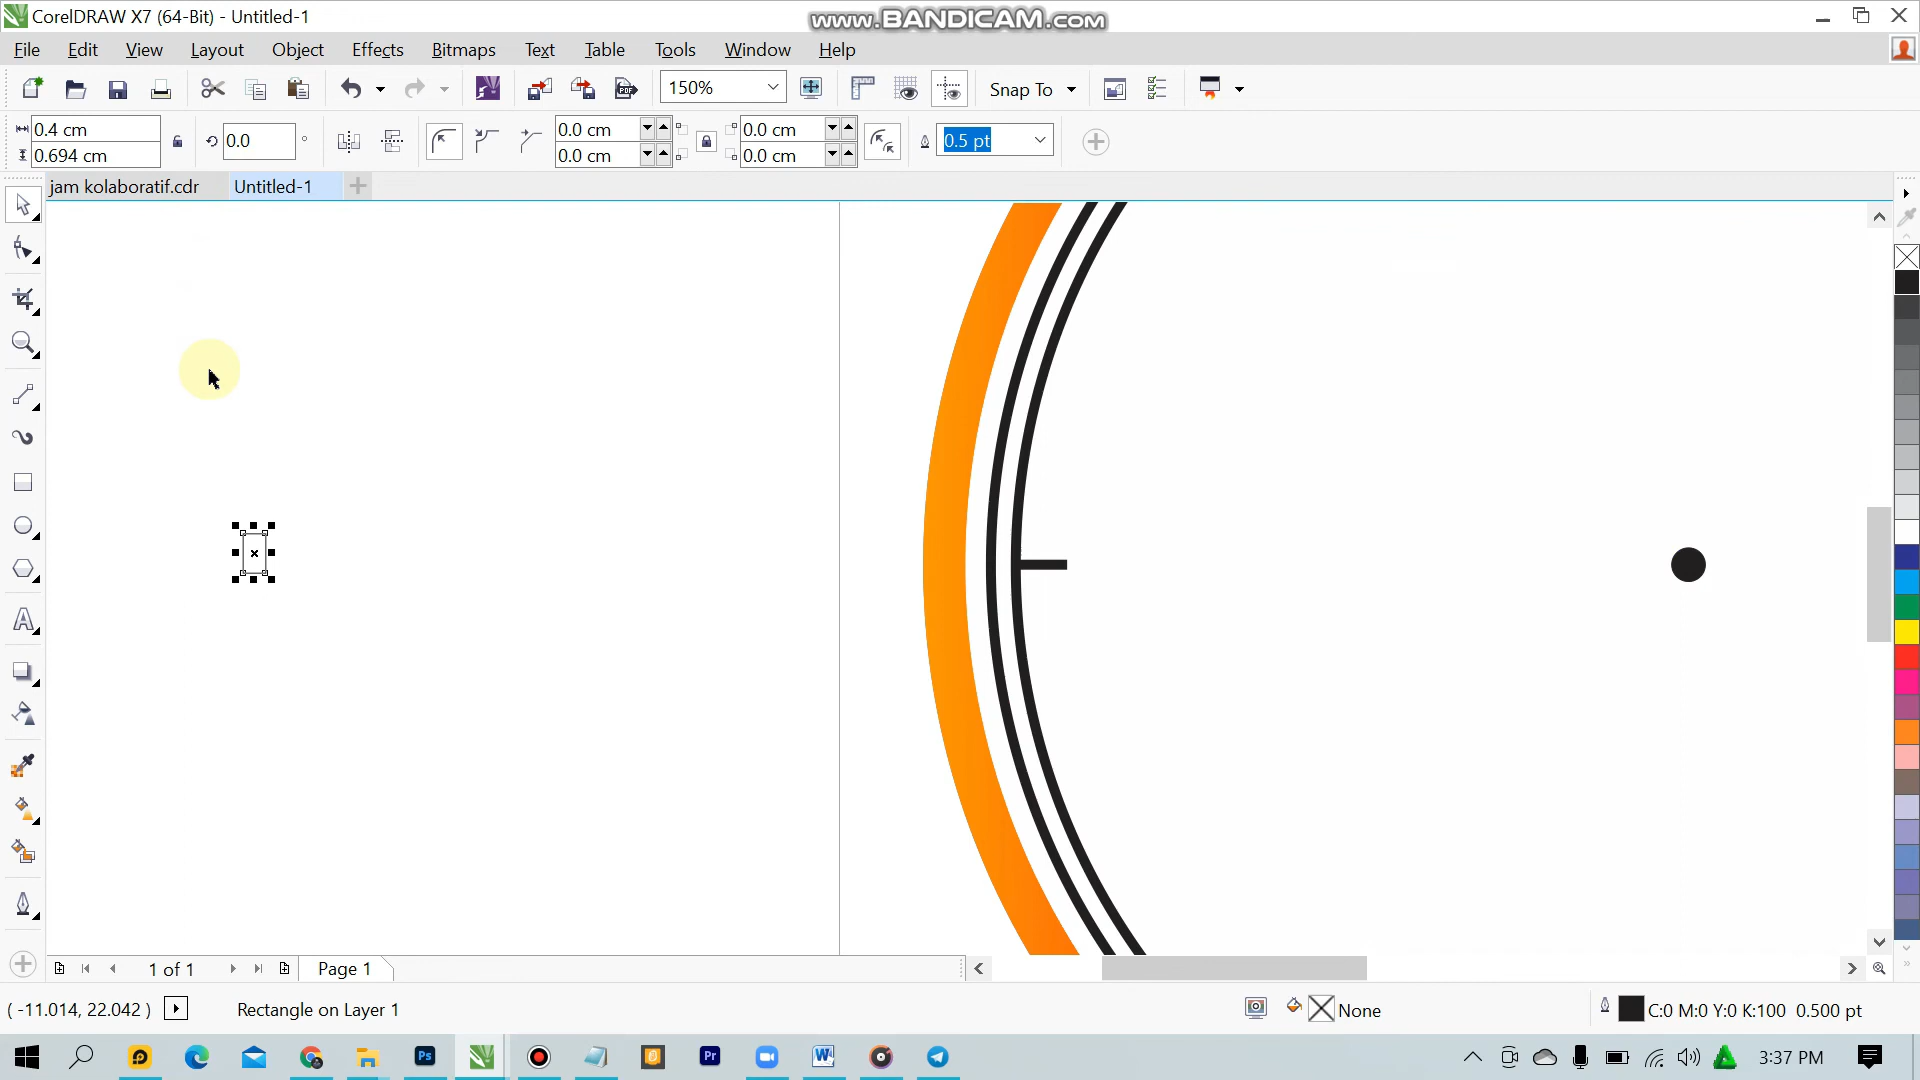 CorelDRAW X7 (64-Bit) - Untitled-1
www.BANDICAM.com
File Edit View Layout Object Effects Bitmaps Text Table Tools Window Help
150% Snap To
0.4 cm 0.0 ° 0.0 cm 0.0 cm 0.5 pt
0.694 cm 0.0 cm 0.0 cm
jam kolaboratif.cdr Untitled-1
1 of 1 Page 1
( -11.014, 22.042 ) Rectangle on Layer 1 None C:0 M:0 Y:0 K:100 0.500 pt
3:37 PM